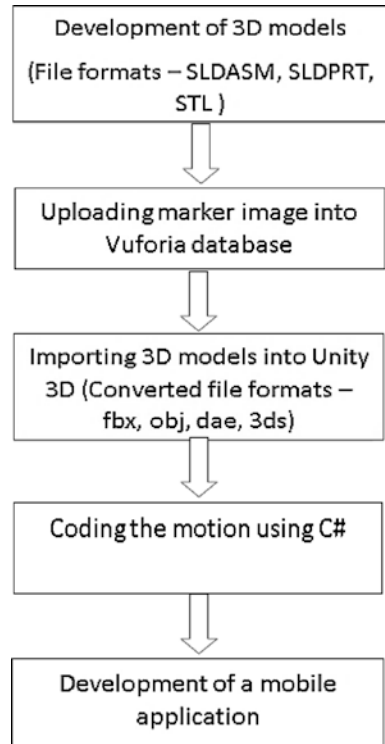 Development of 3D models
(File formats – SLDASM, SLDPRT,
STL )
Uploading marker image into
Vuforia database
Importing 3D models into Unity
3D (Converted file formats –
fbx, obj, dae, 3ds)
Coding the motion using C#
Development of a mobile
application